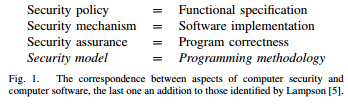 Security policy = Functional specification
Security mechanism = Software implementation
Security assurance = Program correctness
Security model = Programming methodology
Fig. 1. The correspondence between aspects of computer security and
computer software, the last one an addition to those identified by Lampson [5].